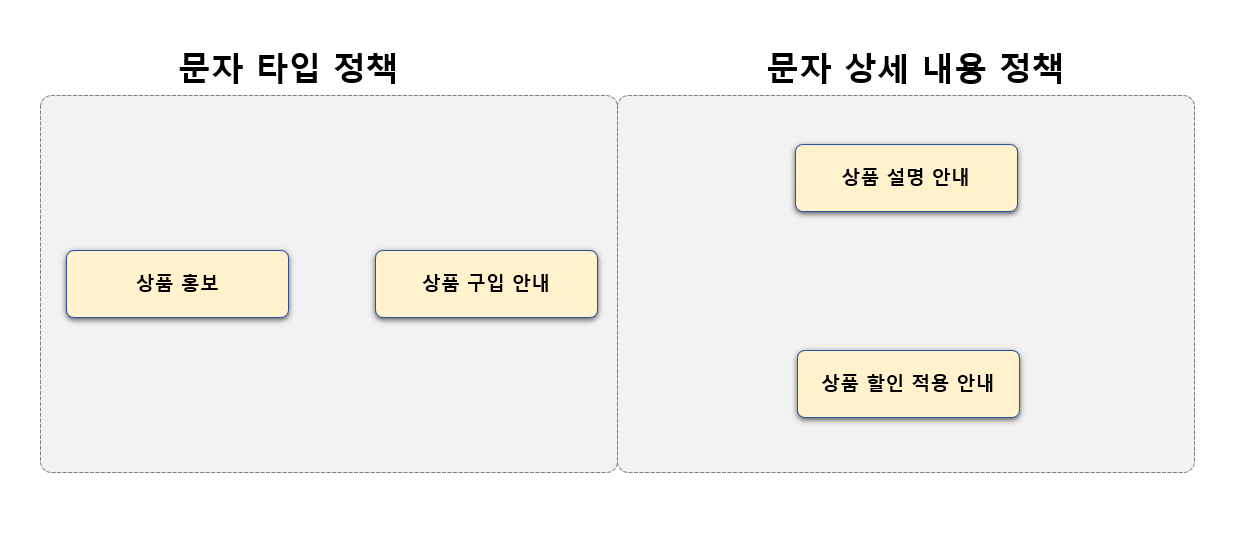 문자 타입 정책
문자 상세 내용 정책
상품 설명 안내
상품 홍보
상품 구입 안내
상품 할인 적용 안내